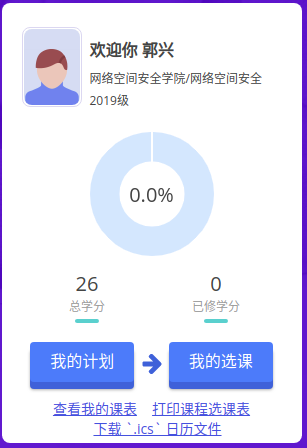 欢迎你 郭兴
网络空间安全学院/网络空间安全
2019级
0.0%
26 0
总学分 已修学分
我的计划 我的选课
查看我的课表 打印课程选课表
下载 `.ics` 日历文件